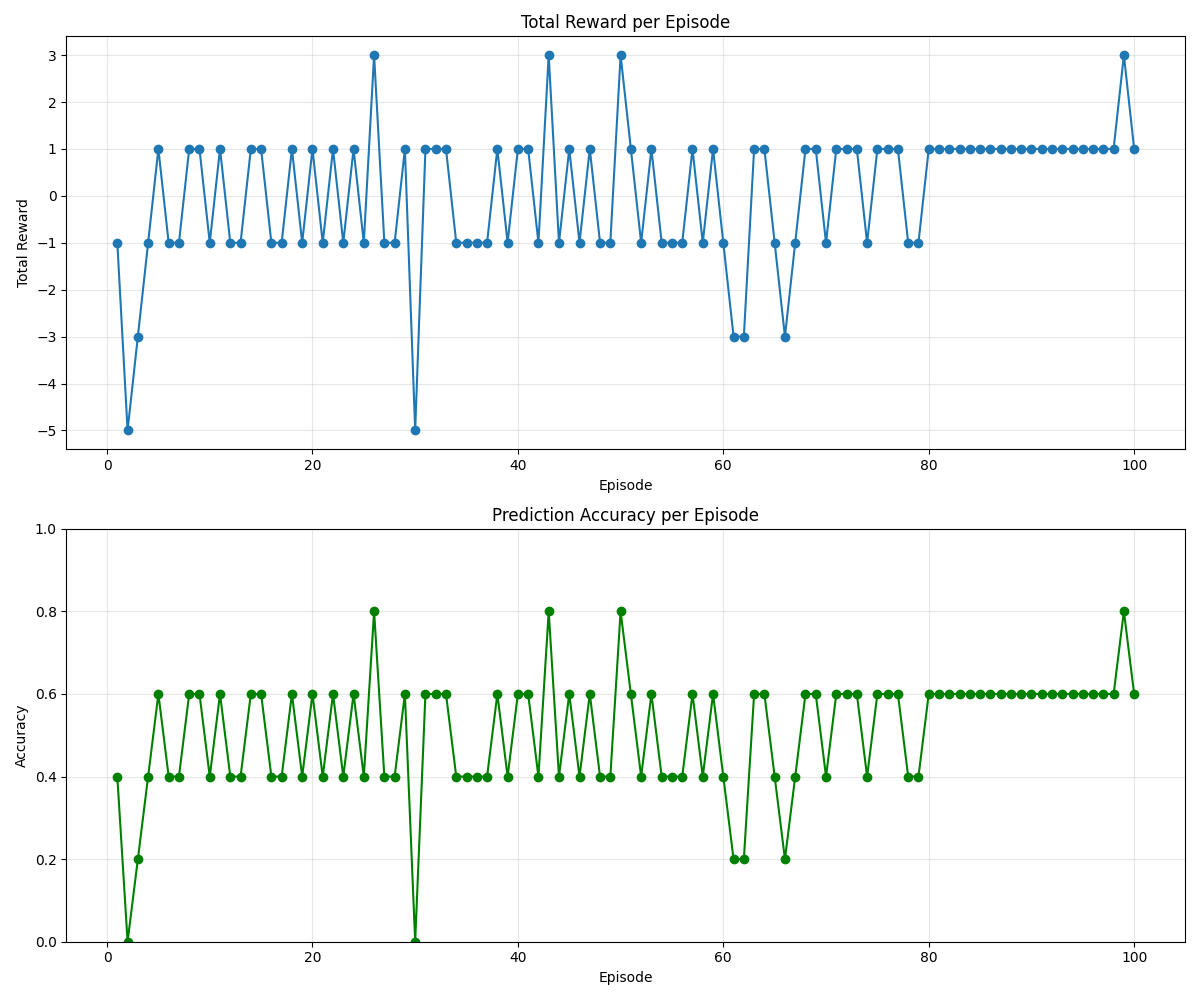 Total Reward per Episode
3
2
1
0
−1
−2
−3
−4
−5
Total Reward
0 20 40 60 80 100
Episode
Prediction Accuracy per Episode
1.0
0.8
0.6
0.4
0.2
0.0
Accuracy
0 20 40 60 80 100
Episode